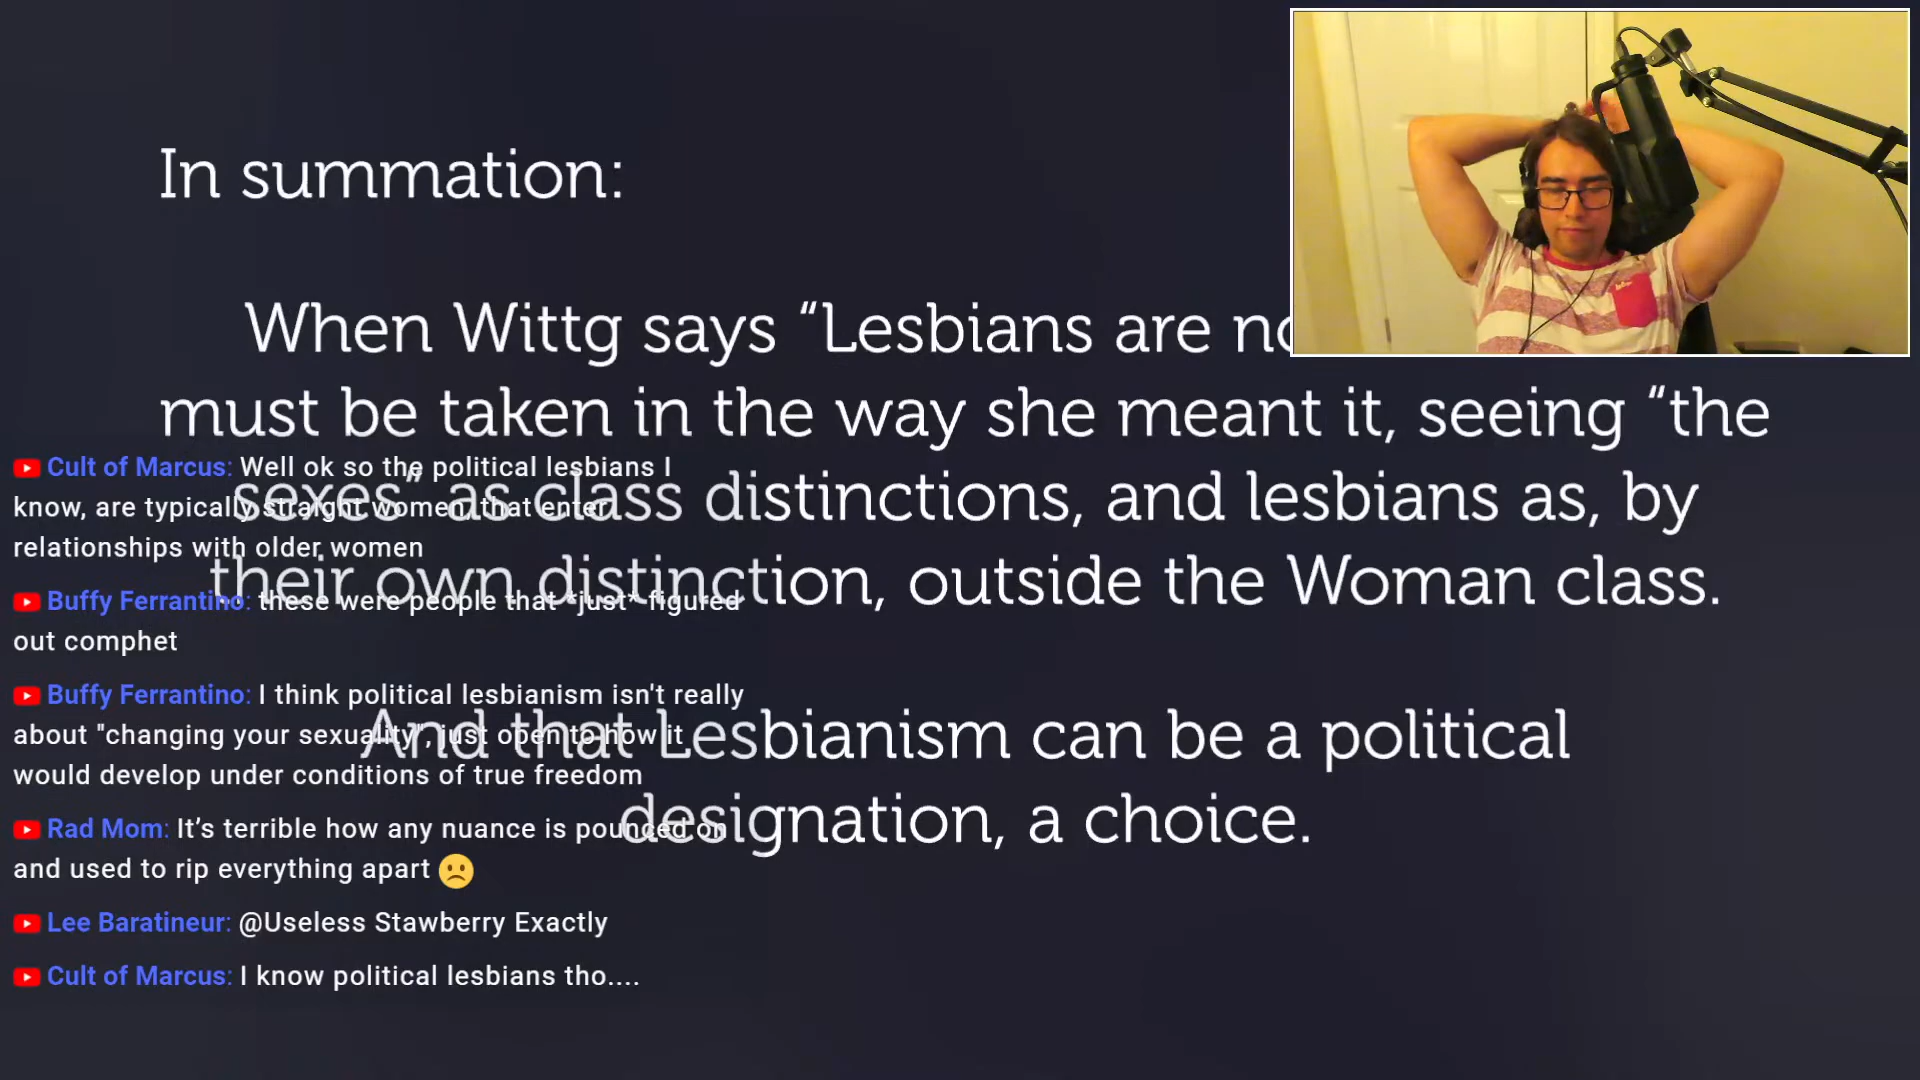 In summation:
When Wittg says “Lesbians are no
must be taken in the way she meant it, seeing “the
sexes” as class distinctions, and lesbians as, by
their own distinction, outside the Woman class.
And that Lesbianism can be a political
designation, a choice.
Cult of Marcus: Well ok so the political lesbians I
know, are typically straight women, that enter
relationships with older women
Buffy Ferrantino: these were people that *just* figured
out comphet
Buffy Ferrantino: I think political lesbianism isn't really
about "changing your sexuality", just open to how it
would develop under conditions of true freedom
Rad Mom: It’s terrible how any nuance is pounced on
and used to rip everything apart
Lee Baratineur: @Useless Stawberry Exactly
Cult of Marcus: I know political lesbians tho....